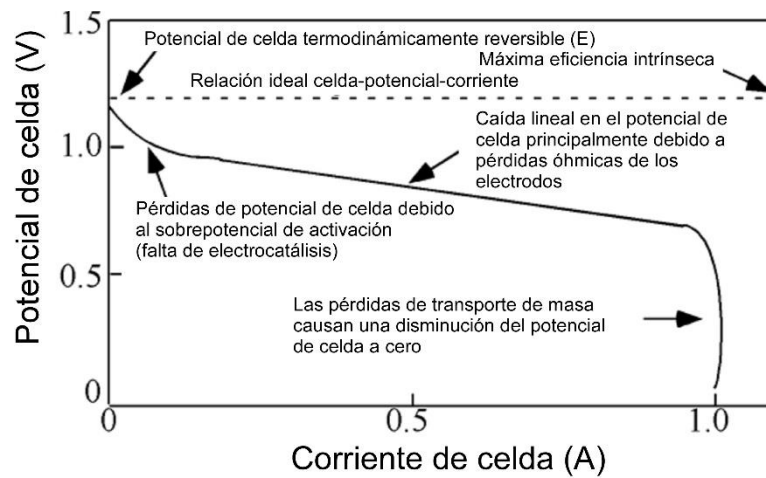 1.5
Potencial de celda termodinámicamente reversible (E)
Máxima eficiencia intrínseca
Relación ideal celda-potencial-corriente
Caída lineal en el potencial de
celda principalmente debido a
pérdidas óhmicas de los
electrodos
1.0
Pérdidas de potencial de celda debido
al sobrepotencial de activación
(falta de electrocatálisis)
0.5
Las pérdidas de transporte de masa
causan una disminución del potencial
de celda a cero
0
Potencial de celda (V)
0
0.5
1.0
Corriente de celda (A)